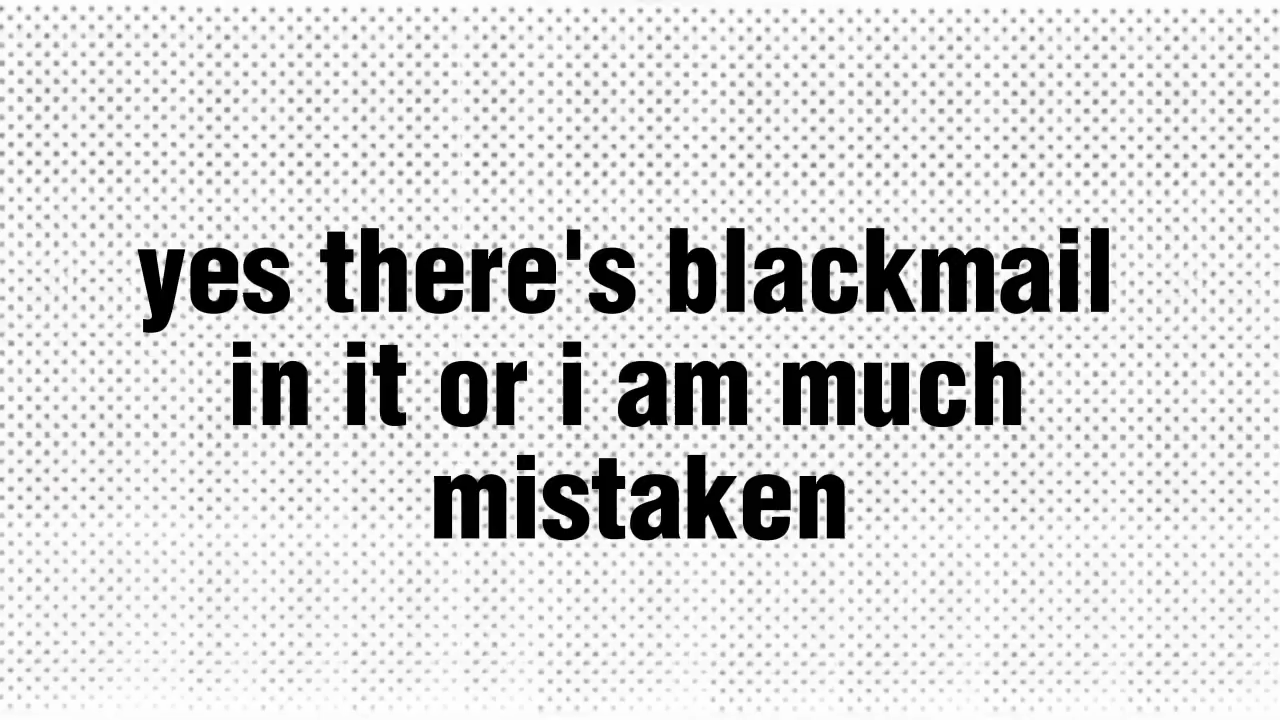 yes there's blackmail
in it or i am much
mistaken